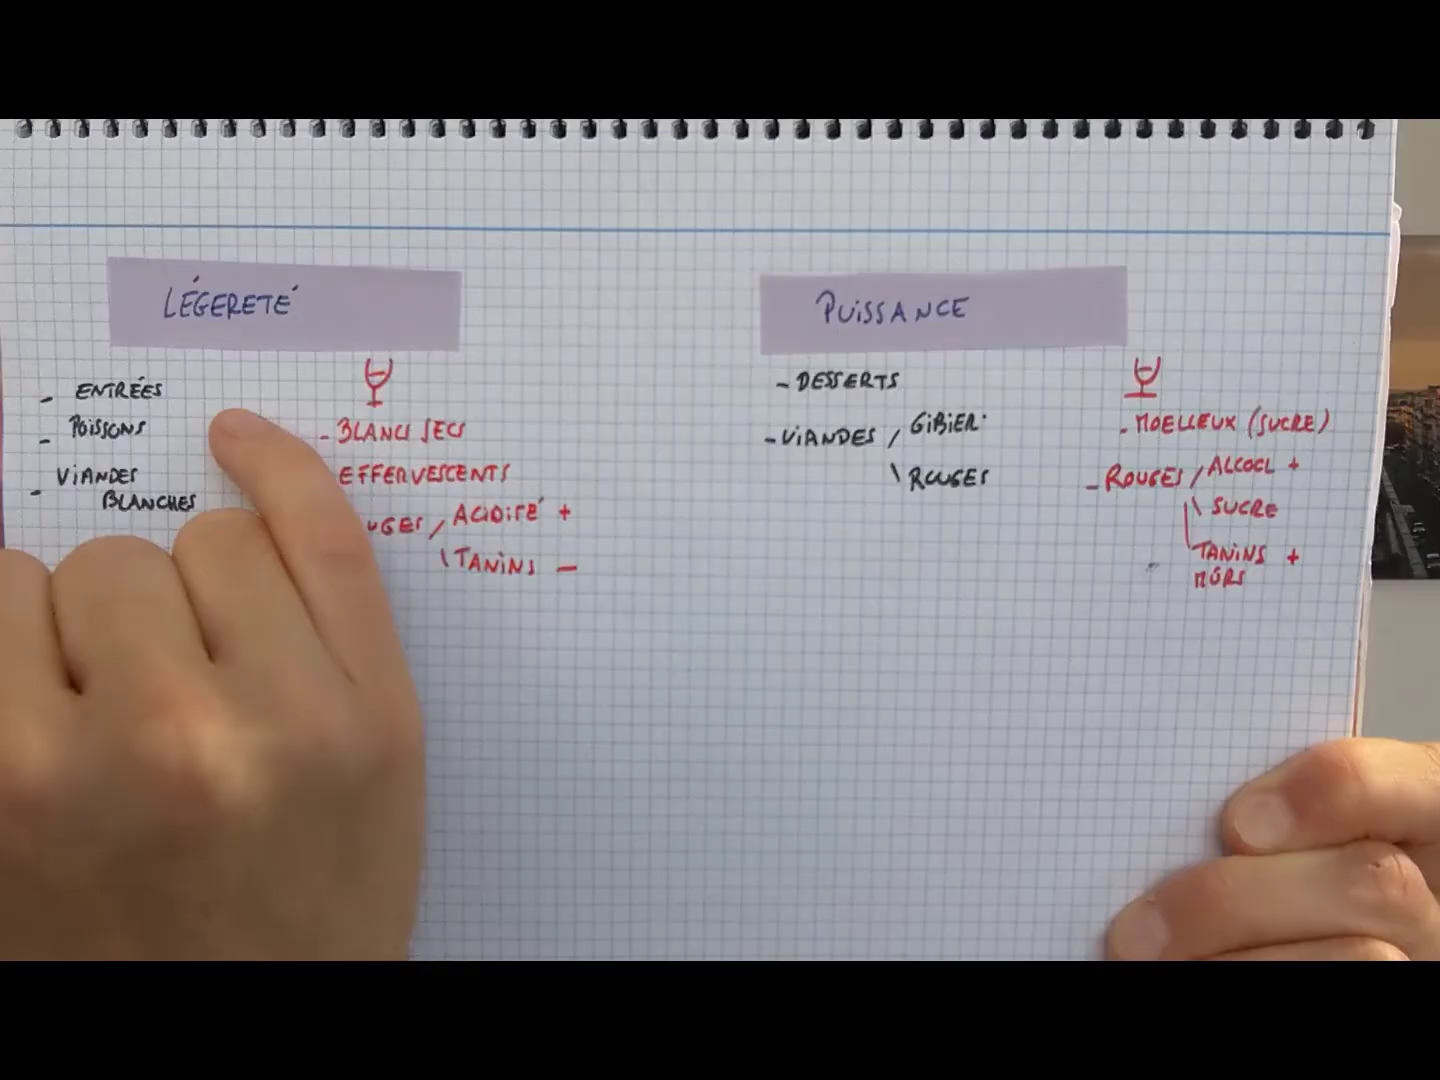 LÉGERETÉ
- ENTRÉES
- POISSONS
- VIANDES
BLANCHES
- BLANCS SECS
EFFERVESCENTS
UGES / ACIDITÉ +
\ TANINS -
PUISSANCE
- DESSERTS
- VIANDES / GIBIER
\ ROUGES
- MOELLEUX (SUCRE)
- ROUGES / ALCOOL +
\ SUCRE
TANINS +
MÛRS